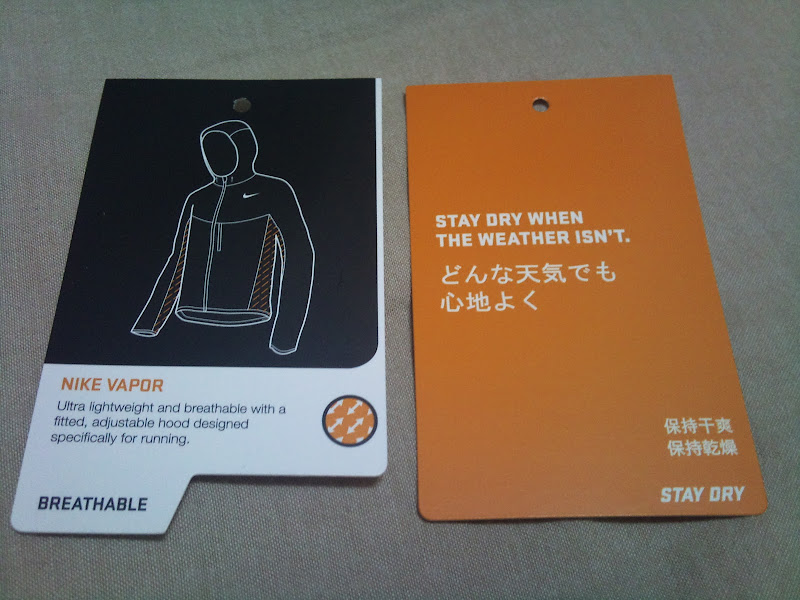 NIKE VAPOR
Ultra lightweight and breathable with a
fitted, adjustable hood designed
specifically for running.
BREATHABLE
STAY DRY WHEN
THE WEATHER ISN'T.
どんな天気でも
心地よく
保持干爽
保持乾燥
STAY DRY